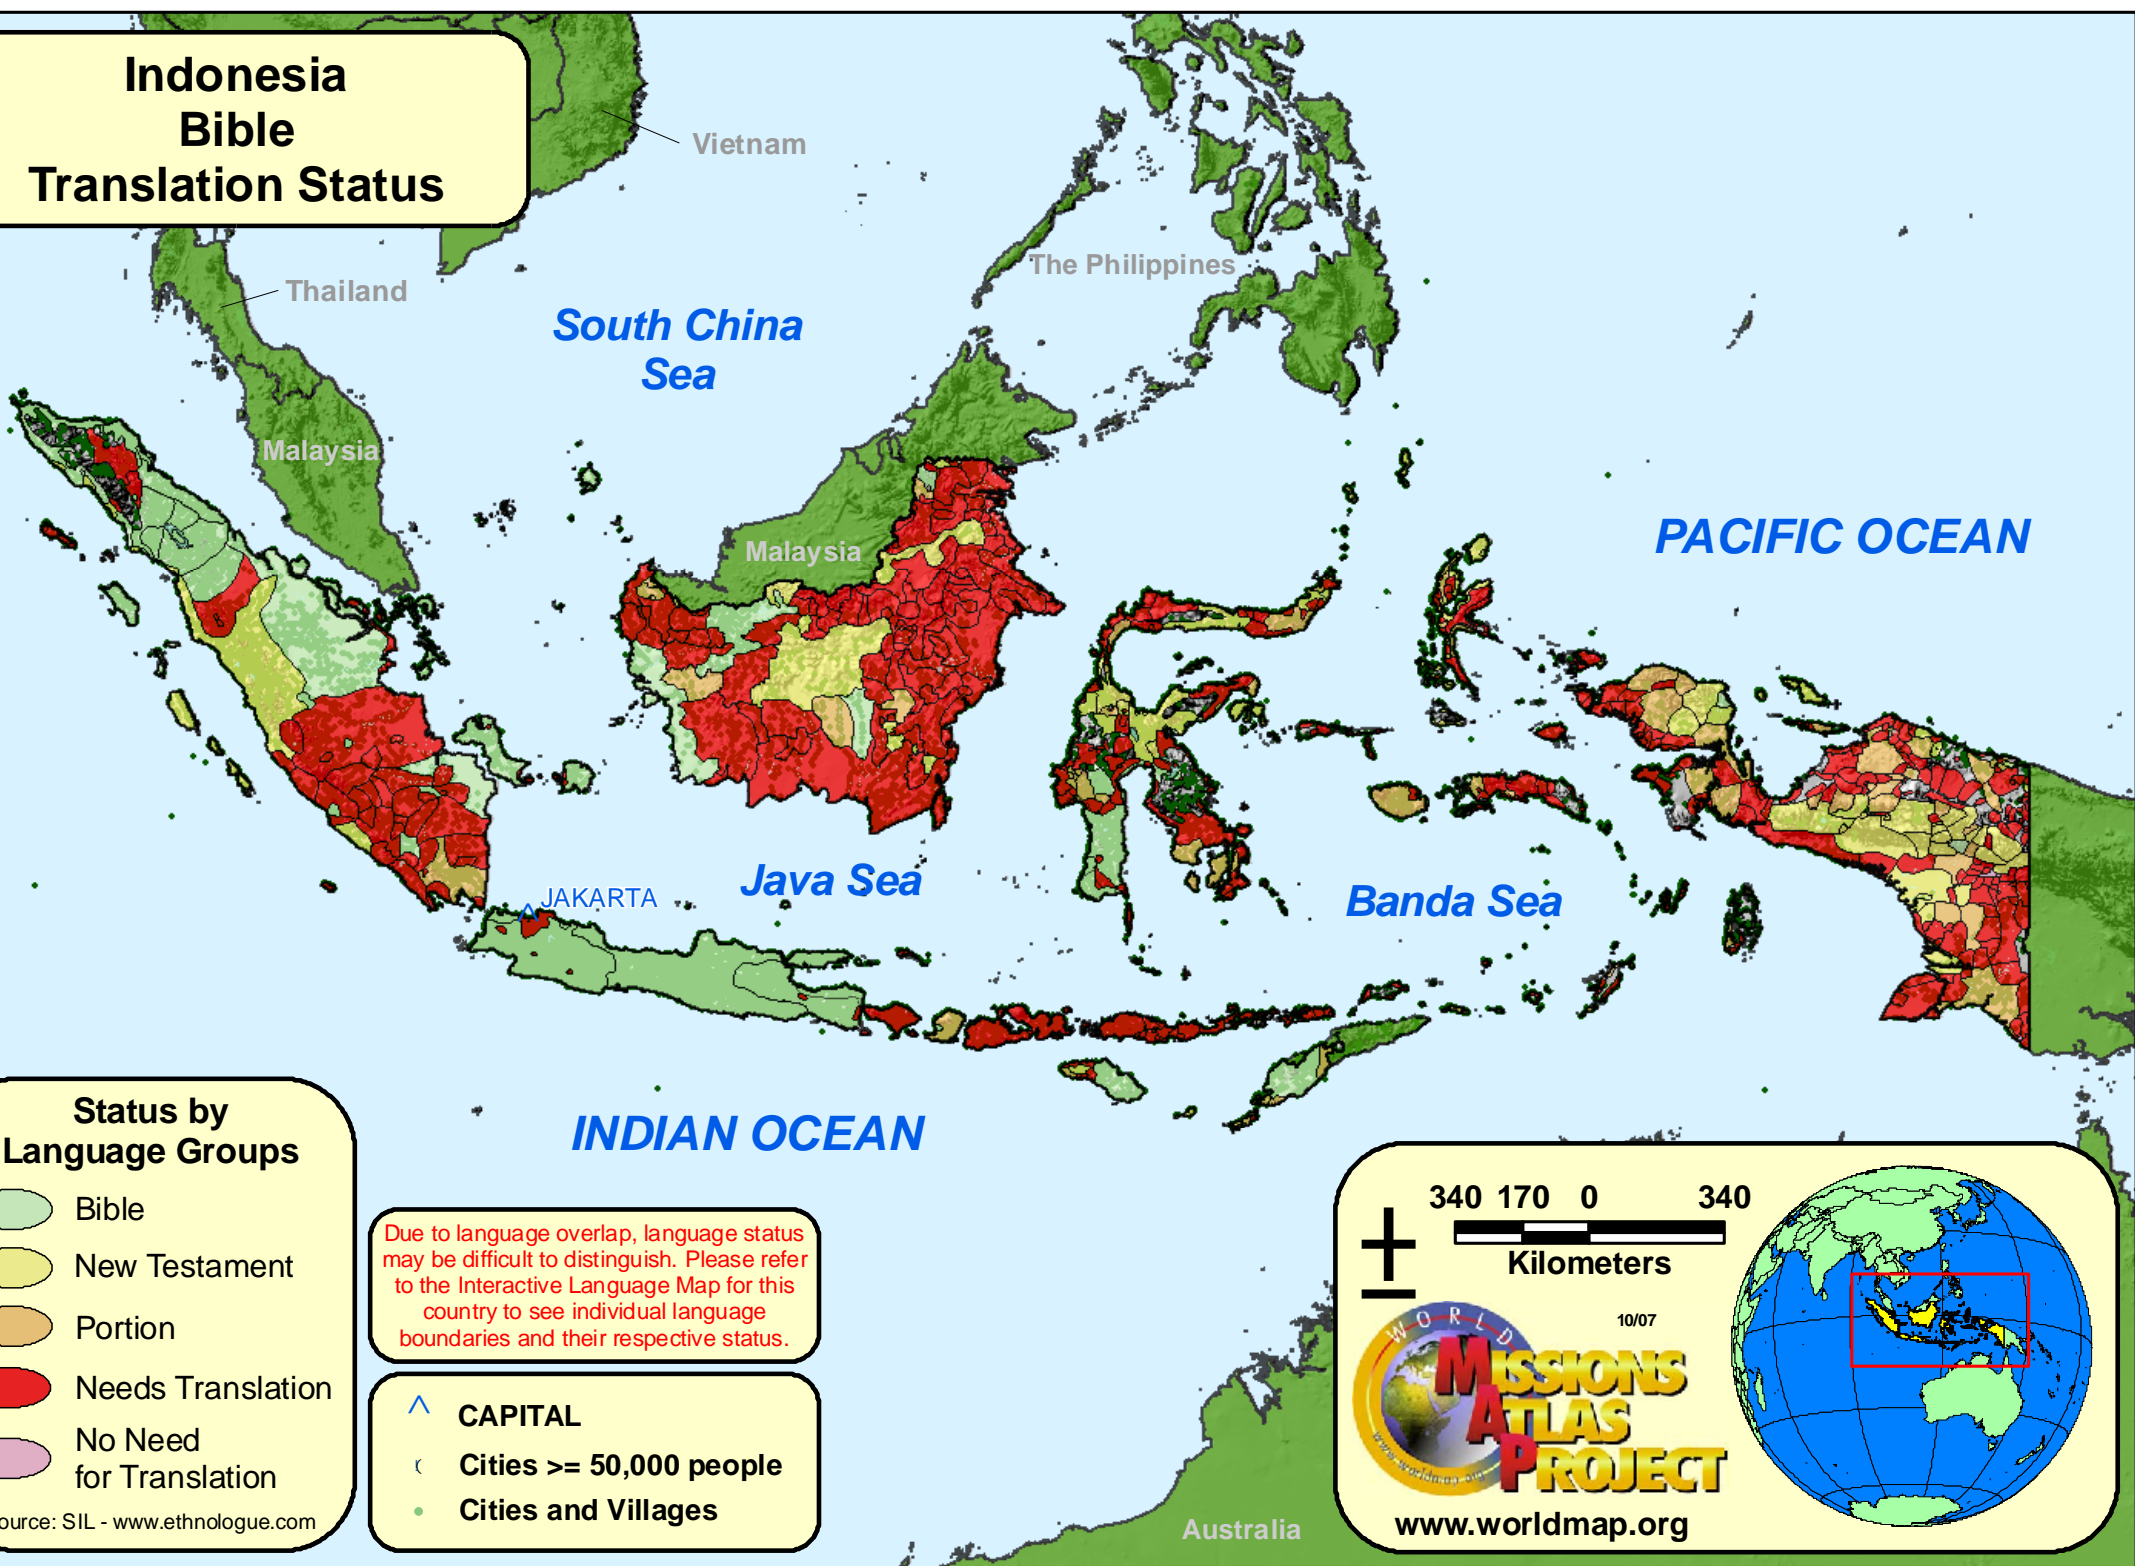 Indonesia
Bible
Translation Status
Vietnam
Thailand
The Philippines
South China
Sea
Malaysia
Malaysia
PACIFIC OCEAN
JAKARTA
Java Sea
Banda Sea
INDIAN OCEAN
Status by
Language Groups
Bible
New Testament
Portion
Needs Translation
No Need
for Translation
ource: SIL - www.ethnologue.com
Due to language overlap, language status
may be difficult to distinguish. Please refer
to the Interactive Language Map for this
country to see individual language
boundaries and their respective status.
CAPITAL
Cities >= 50,000 people
Cities and Villages
Australia
340 170 0 340
Kilometers
10/07
WORLD
MISSIONS
ATLAS
PROJECT
www.worldmap.org
www.worldmap.org